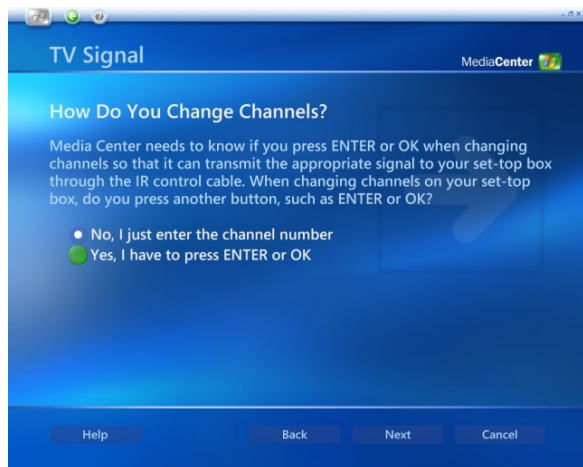 TV Signal
MediaCenter
How Do You Change Channels?
Media Center needs to know if you press ENTER or OK when changing
channels so that it can transmit the appropriate signal to your set-top box
through the IR control cable. When changing channels on your set-top
box, do you press another button, such as ENTER or OK?
No, I just enter the channel number
Yes, I have to press ENTER or OK
Help Back Next Cancel